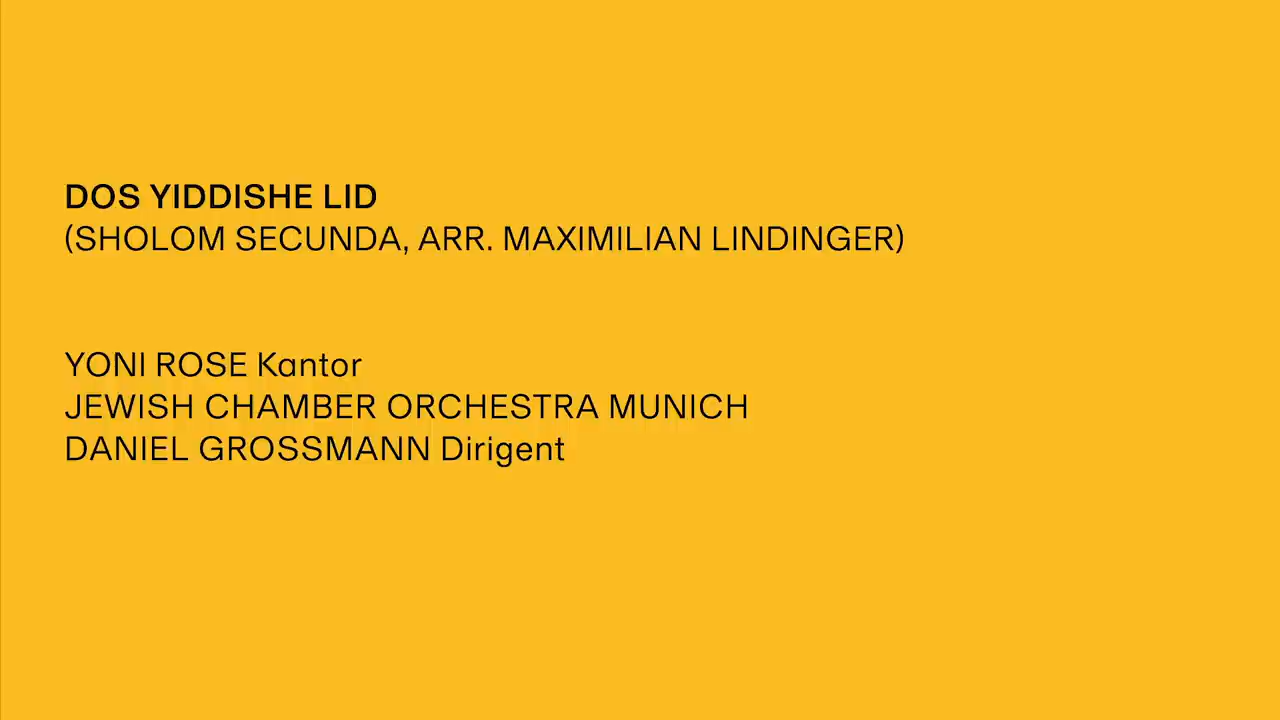 DOS YIDDISHE LID
(SHOLOM SECUNDA, ARR. MAXIMILIAN LINDINGER)
YONI ROSE Kantor
JEWISH CHAMBER ORCHESTRA MUNICH
DANIEL GROSSMANN Dirigent